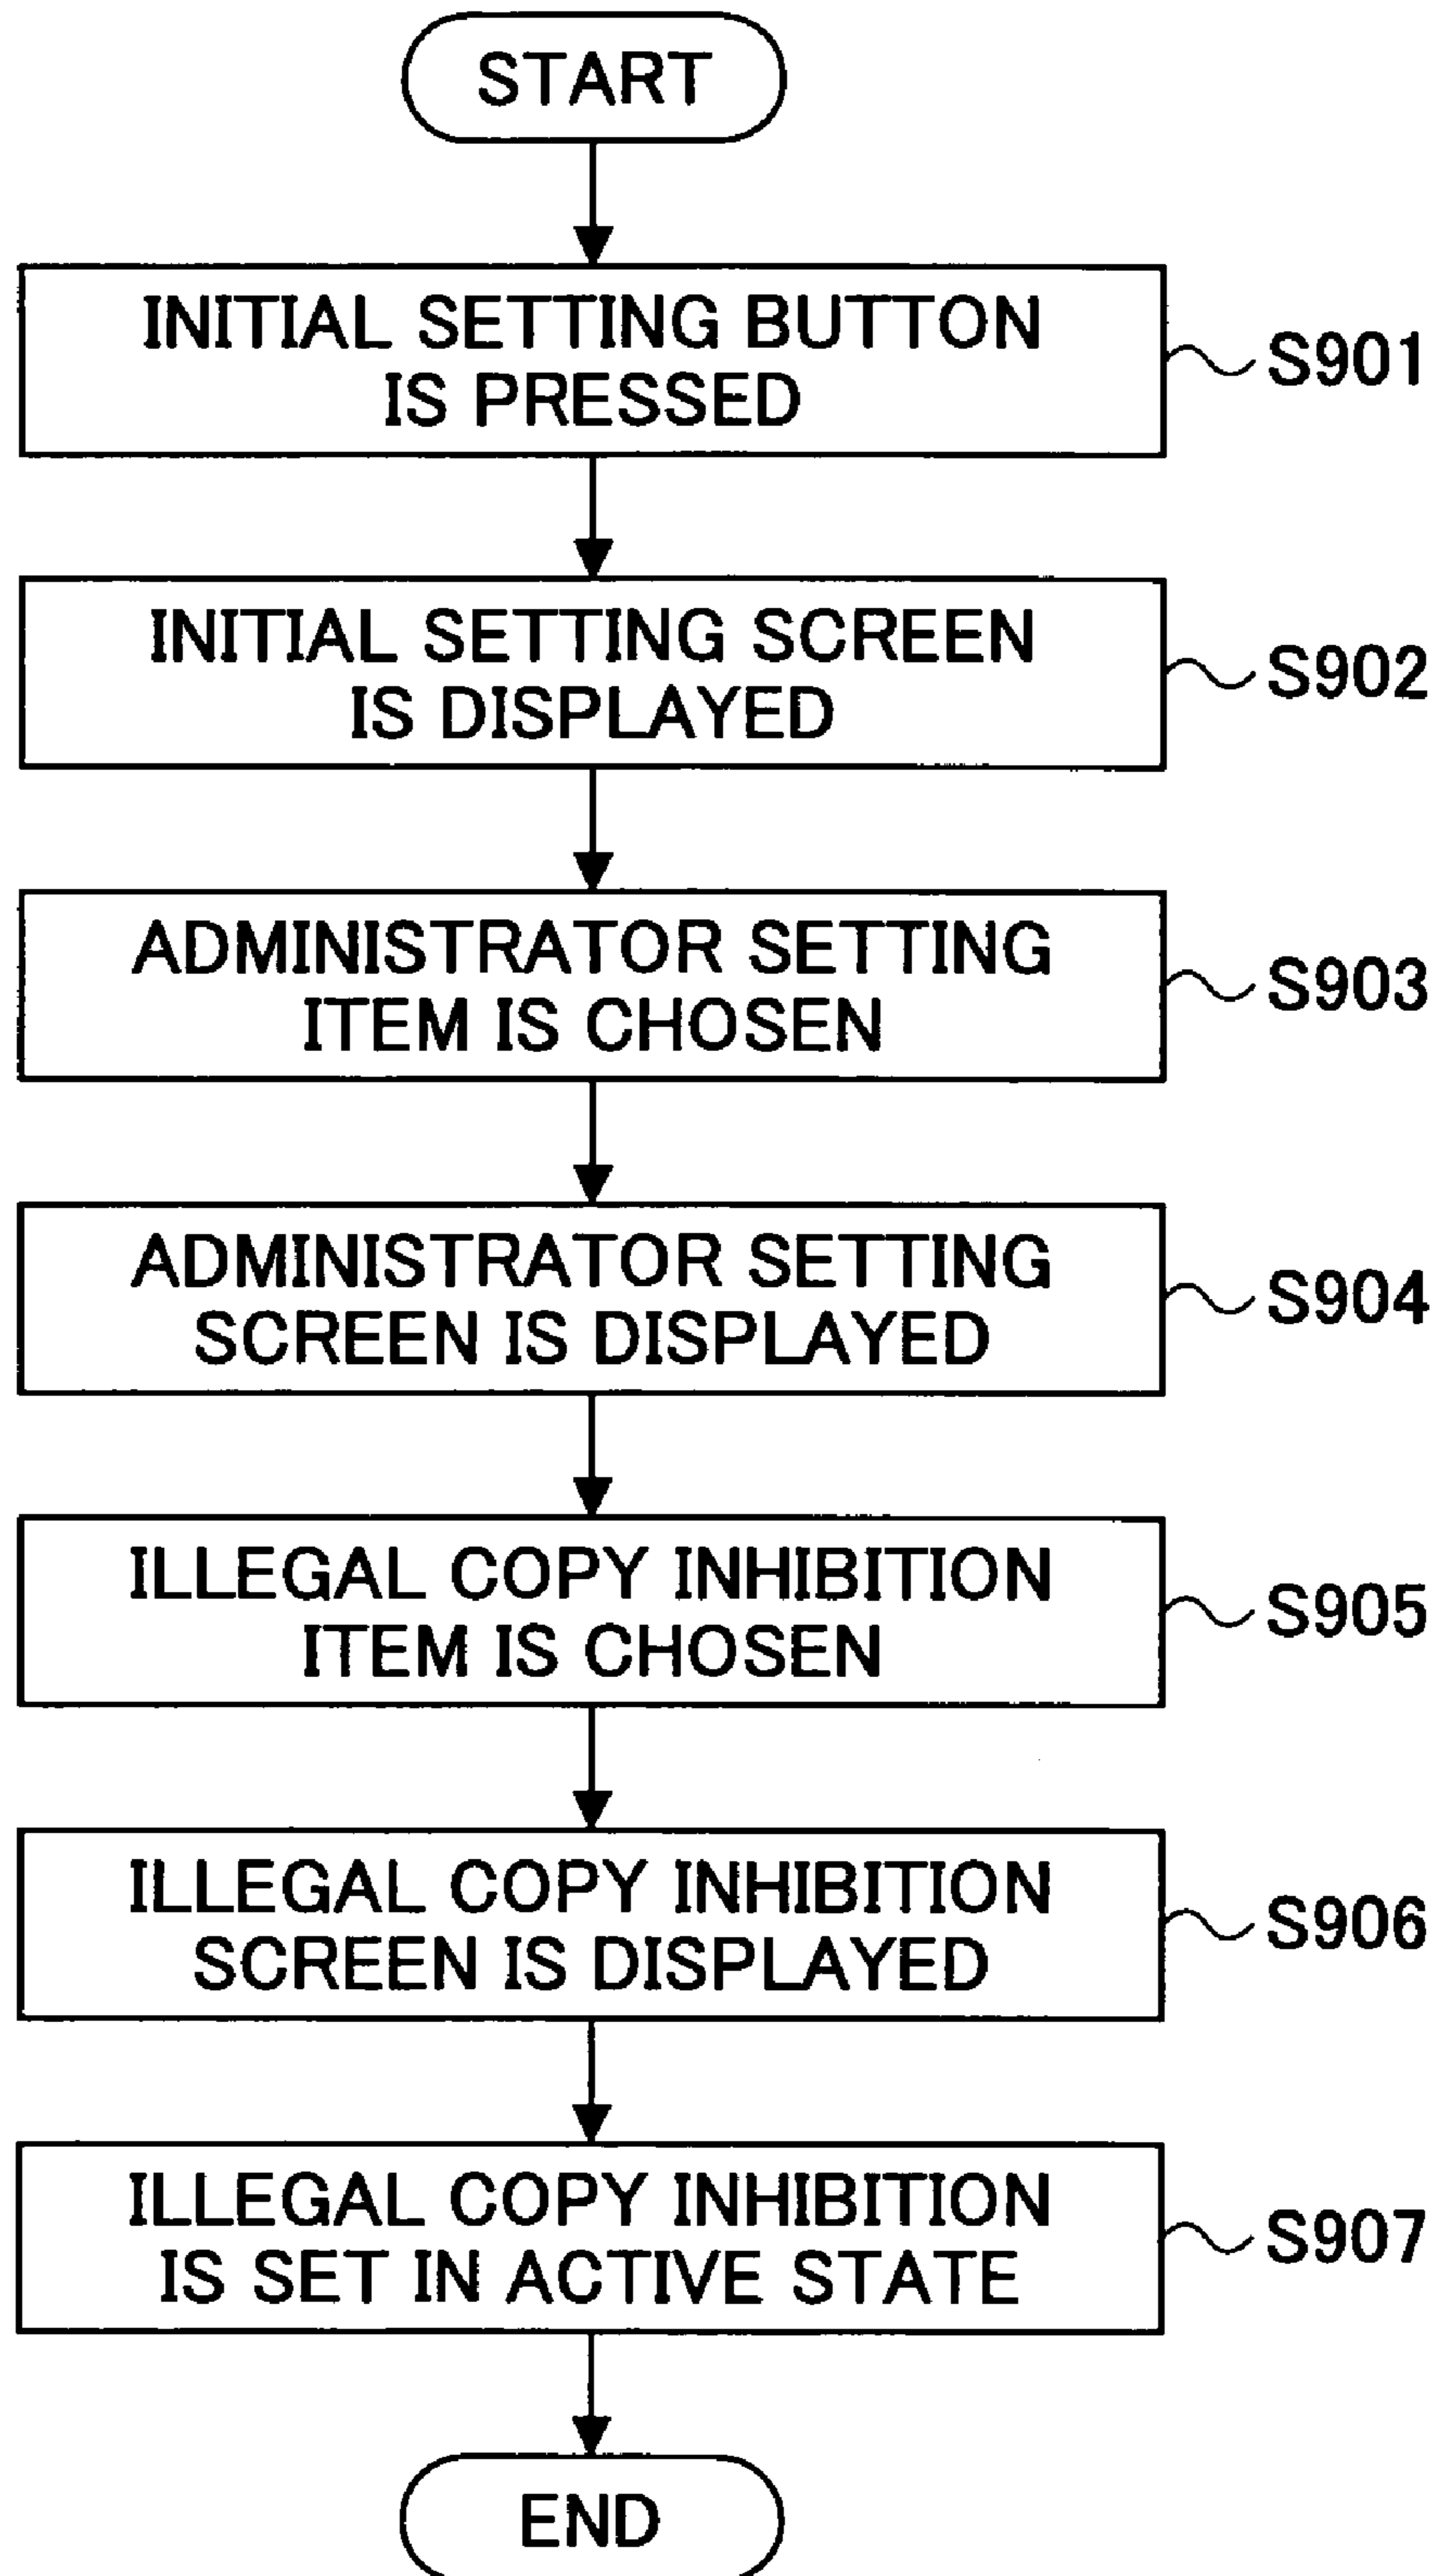 START
INITIAL SETTING BUTTON
IS PRESSED
S901
INITIAL SETTING SCREEN
IS DISPLAYED
S902
ADMINISTRATOR SETTING
ITEM IS CHOSEN
S903
ADMINISTRATOR SETTING
SCREEN IS DISPLAYED
S904
ILLEGAL COPY INHIBITION
ITEM IS CHOSEN
S905
ILLEGAL COPY INHIBITION
SCREEN IS DISPLAYED
S906
ILLEGAL COPY INHIBITION
IS SET IN ACTIVE STATE
S907
END